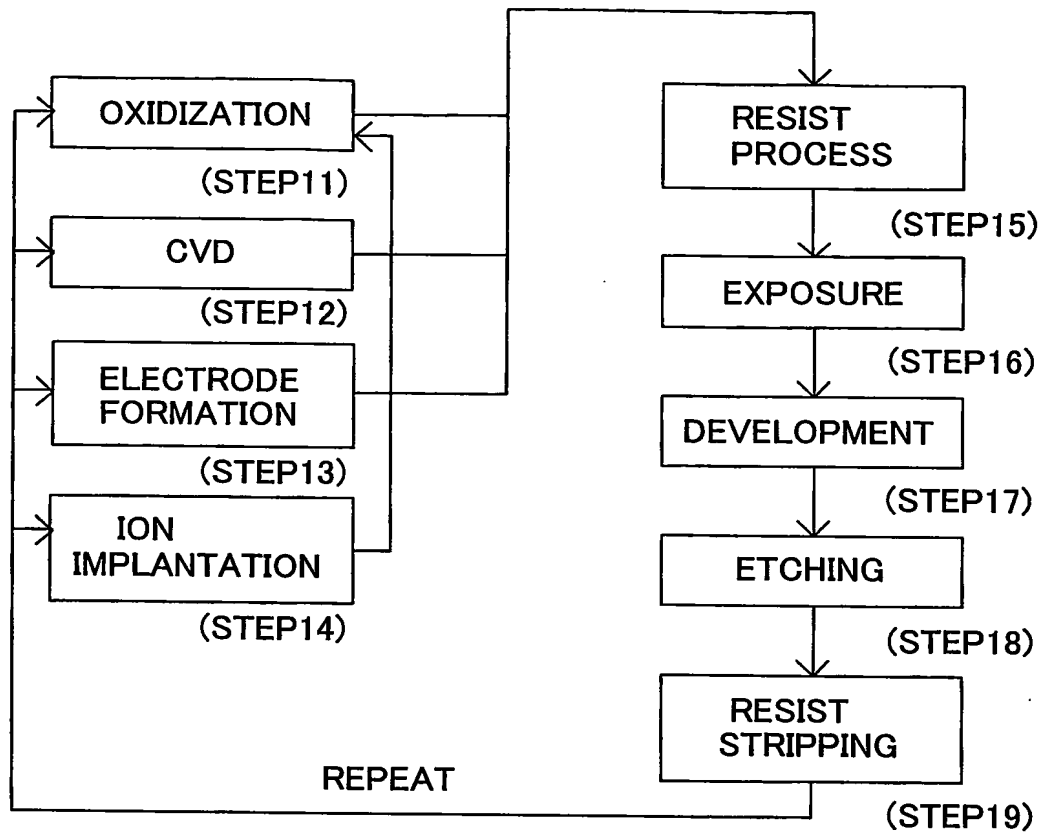 OXIDIZATION
(STEP11)
CVD
(STEP12)
ELECTRODE
FORMATION
(STEP13)
ION
IMPLANTATION
(STEP14)
RESIST
PROCESS
(STEP15)
EXPOSURE
(STEP16)
DEVELOPMENT
(STEP17)
ETCHING
(STEP18)
RESIST
STRIPPING
(STEP19)
REPEAT